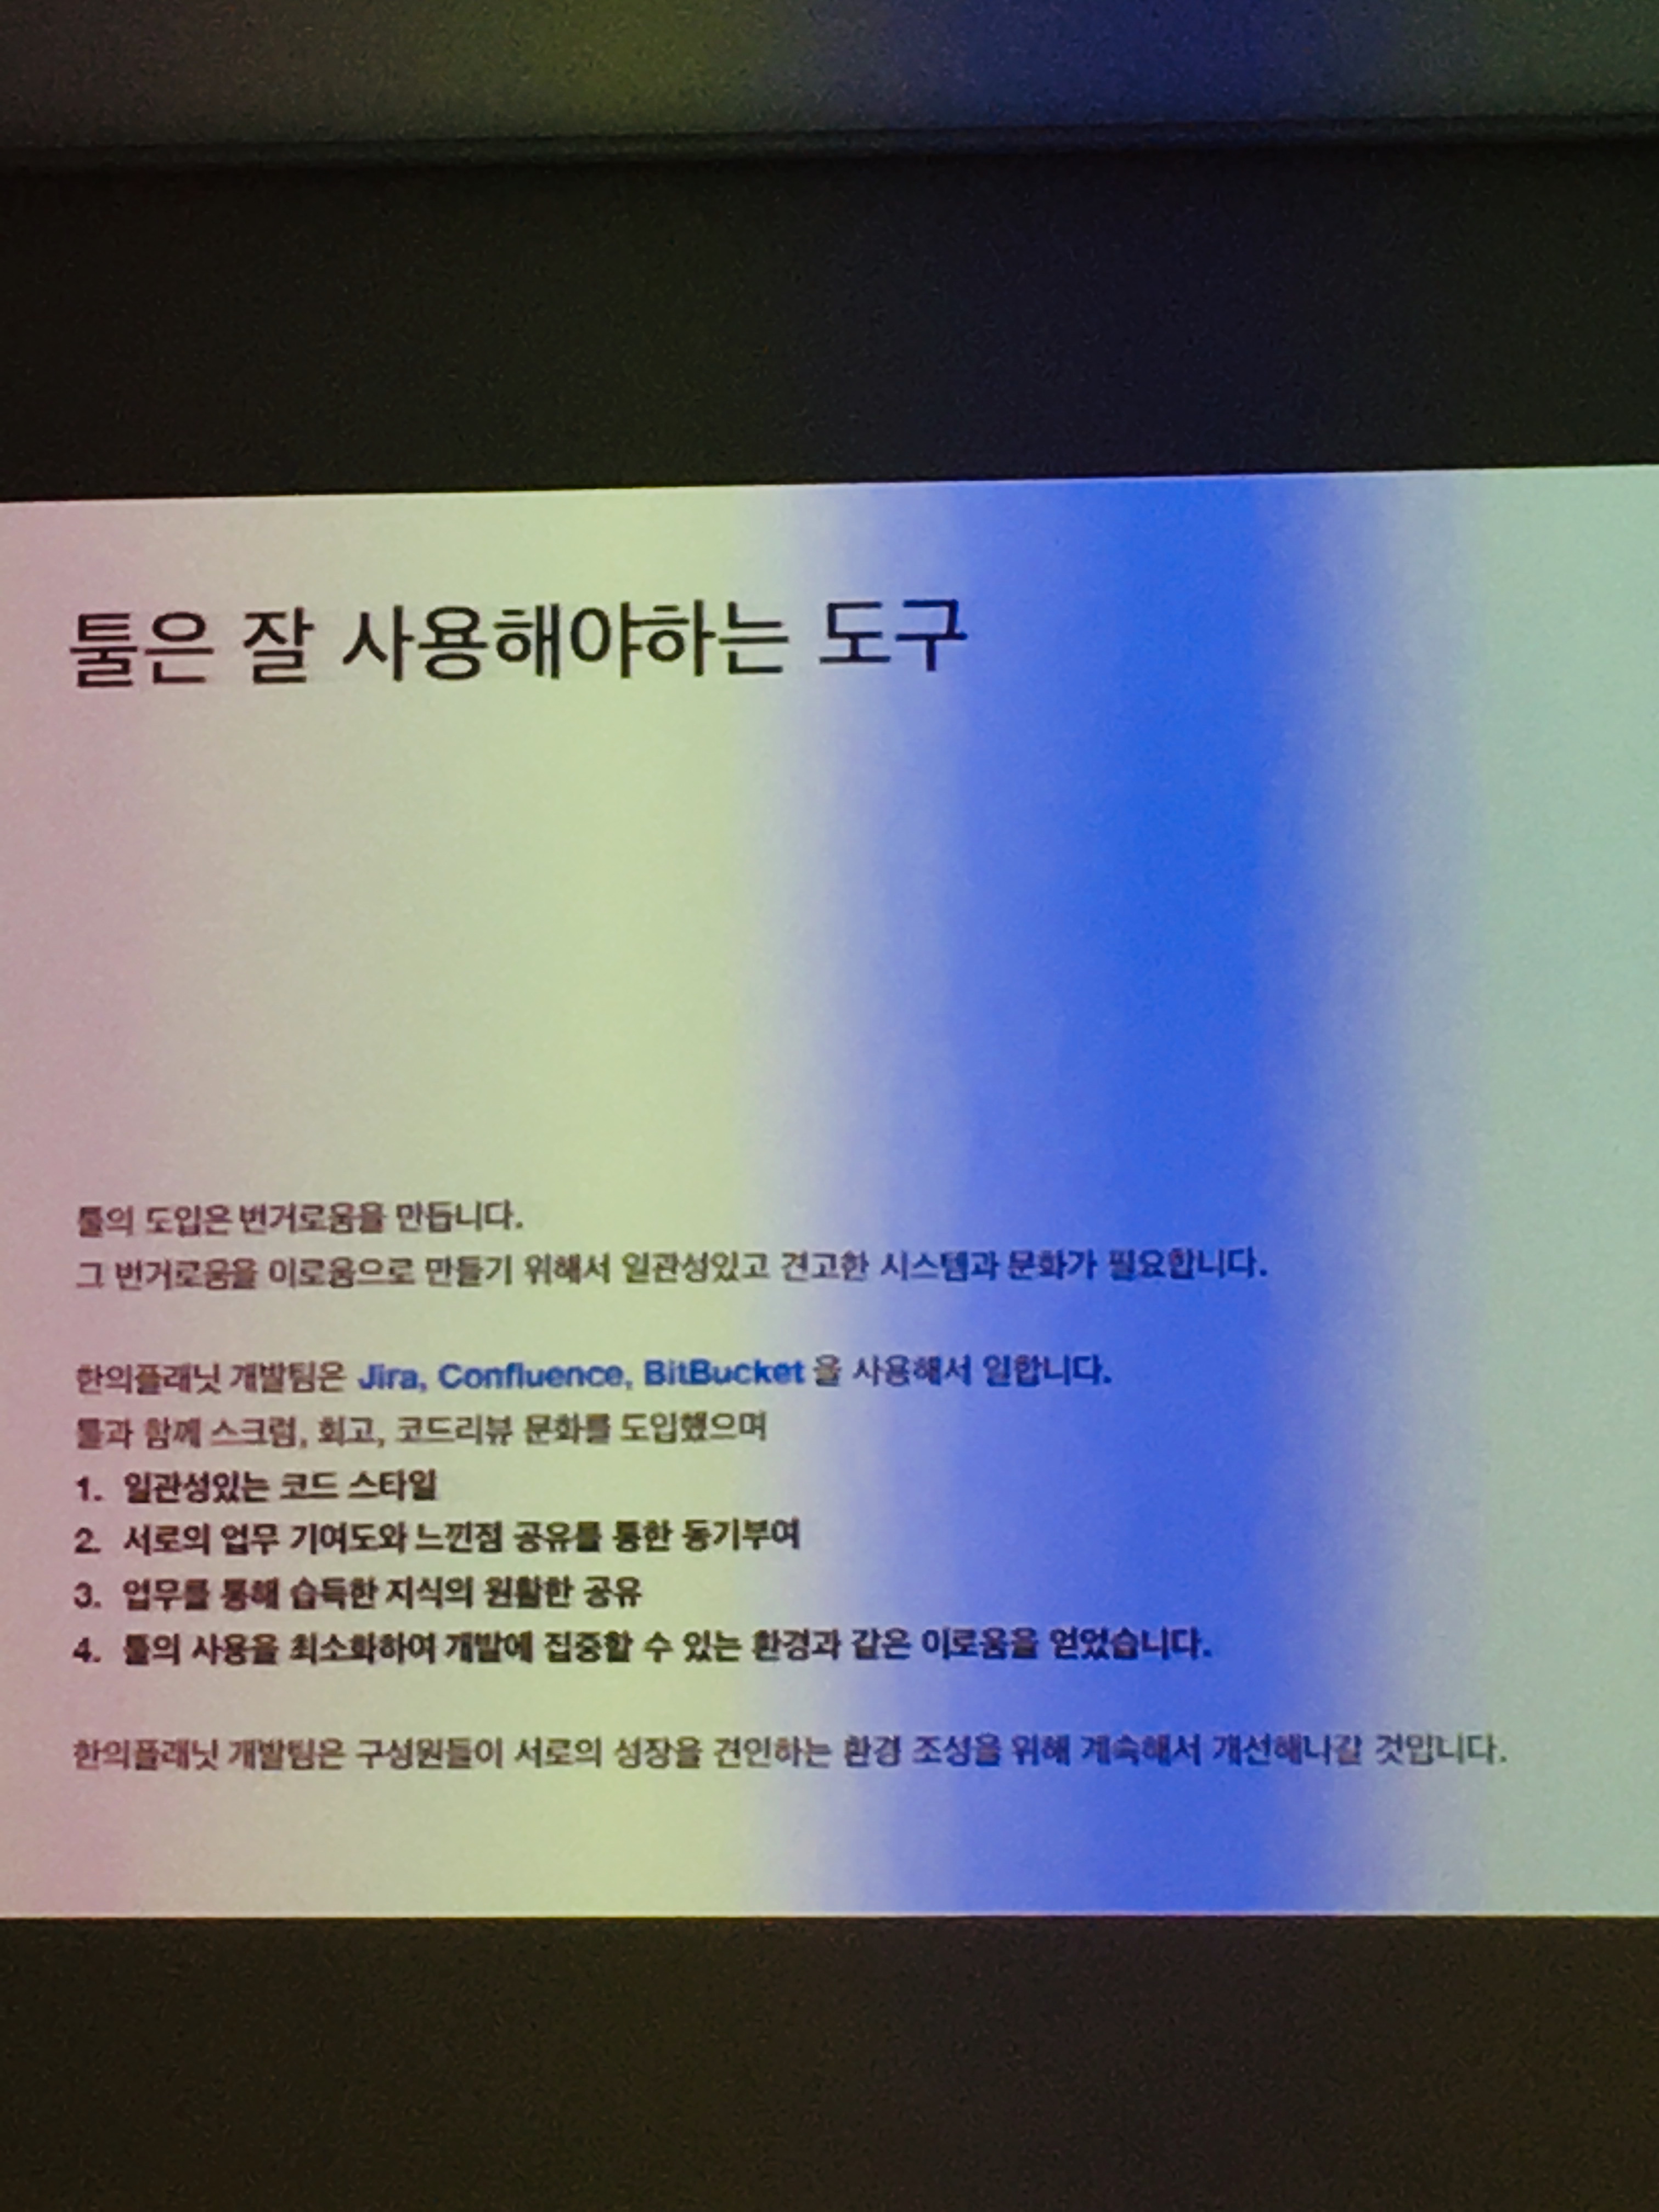 툴은 잘 사용해야하는 도구
툴의 도입은 번거로움을 만듭니다.
그 번거로움을 이로움으로 만들기 위해서 일관성있고 견고한 시스템과 문화가 필요합니다.
한의플래닛 개발팀은 Jira, Confluence, BitBucket 을 사용해서 일합니다.
툴과 함께 스크럼, 회고, 코드리뷰 문화를 도입했으며
1. 일관성있는 코드 스타일
2. 서로의 업무 기여도와 느낀점 공유를 통한 동기부여
3. 업무를 통해 습득한 지식의 원활한 공유
4. 툴의 사용을 최소화하여 개발에 집중할 수 있는 환경과 같은 이로움을 얻었습니다.
한의플래닛 개발팀은 구성원들이 서로의 성장을 견인하는 환경 조성을 위해 계속해서 개선해나갈 것입니다.